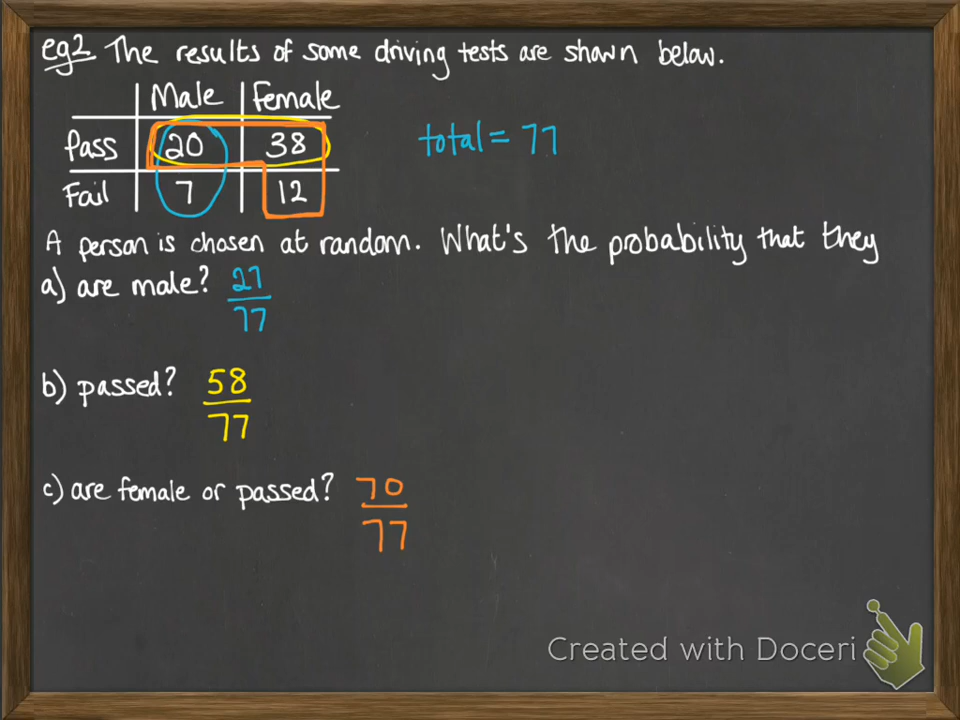 eg2 The results of some driving tests are shown below.
Male Female
Pass 20 38 total = 77
Fail 7 12
A person is chosen at random. What's the probability that they
a) are male? 27/77
b) passed? 58/77
c) are female or passed? 70/77
Created with Doceri